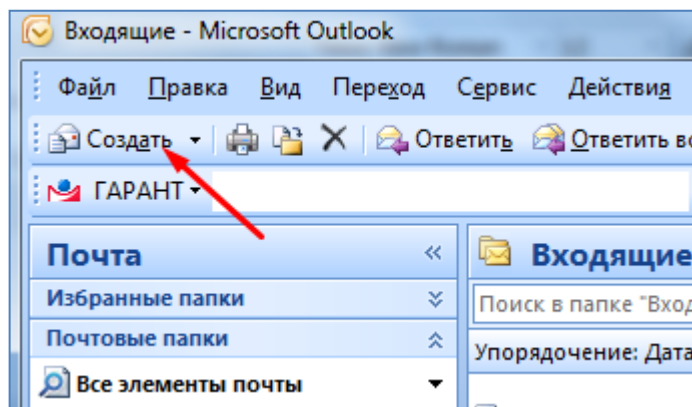 Входящие - Microsoft Outlook
Файл Правка Вид Переход Сервис Действия
Создать Ответить Ответить вс
ГАРАНТ
Почта « Входящие
Избранные папки
Поиск в папке "Вход
Почтовые папки
Упорядочение: Дата
Все элементы почты